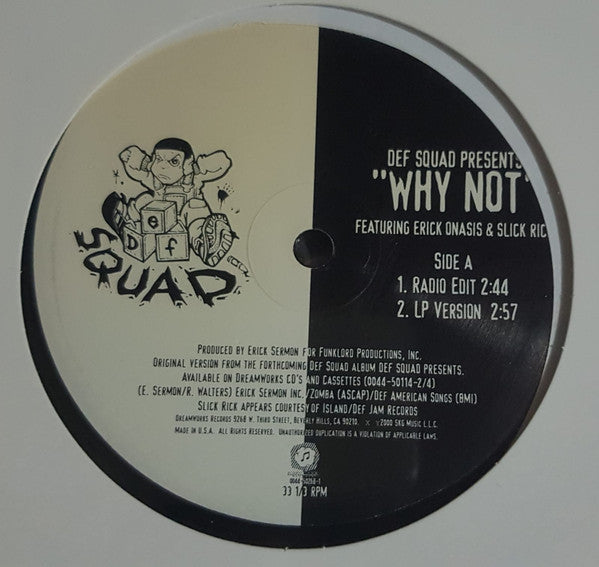 Def
SQUAD
DEF SQUAD PRESENTS
"WHY NOT"
FEATURING ERICK ONASIS & SLICK RIC
SIDE A
1. RADIO EDIT 2:44
2. LP VERSION 2:57
PRODUCED BY ERICK SERMON FOR FUNKLORD PRODUCTIONS, INC.
ORIGINAL VERSION FROM THE FORTHCOMING DEF SQUAD ALBUM DEF SQUAD PRESENTS.
AVAILABLE ON DREAMWORKS CD'S AND CASSETTES (0044-50114-2/4)
(E. SERMON/R. WALTERS) ERICK SERMON INC./ZOMBA (ASCAP)/DEF AMERICAN SONGS (BMI)
SLICK RICK APPEARS COURTESY OF ISLAND/DEF JAM RECORDS
DREAMWORKS RECORDS 9268 W. THIRD STREET, BEVERLY HILLS, CA 90210. 2000 SKG MUSIC L.L.C.
MADE IN U.S.A. ALL RIGHTS RESERVED. UNAUTHORIZED DUPLICATION IS A VIOLATION OF APPLICABLE LAWS.
33 1/3 RPM